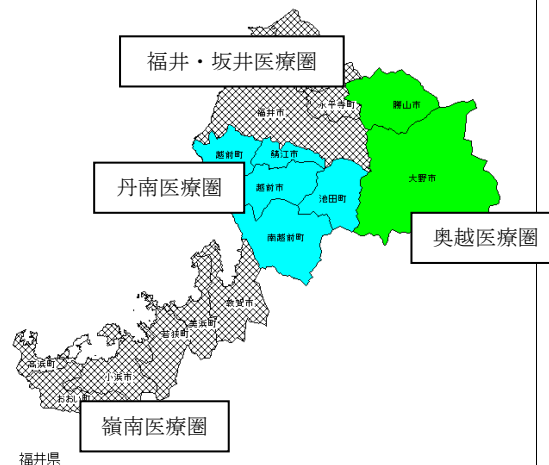 福井・坂井医療圏
永平寺町
勝山市
福井市
越前町
鯖江市
丹南医療圏
越前市
池田町
大野市
奥越医療圏
南越前町
敦賀市
美浜町
若狭町
高浜町
小浜市
おおい町
嶺南医療圏
福井県